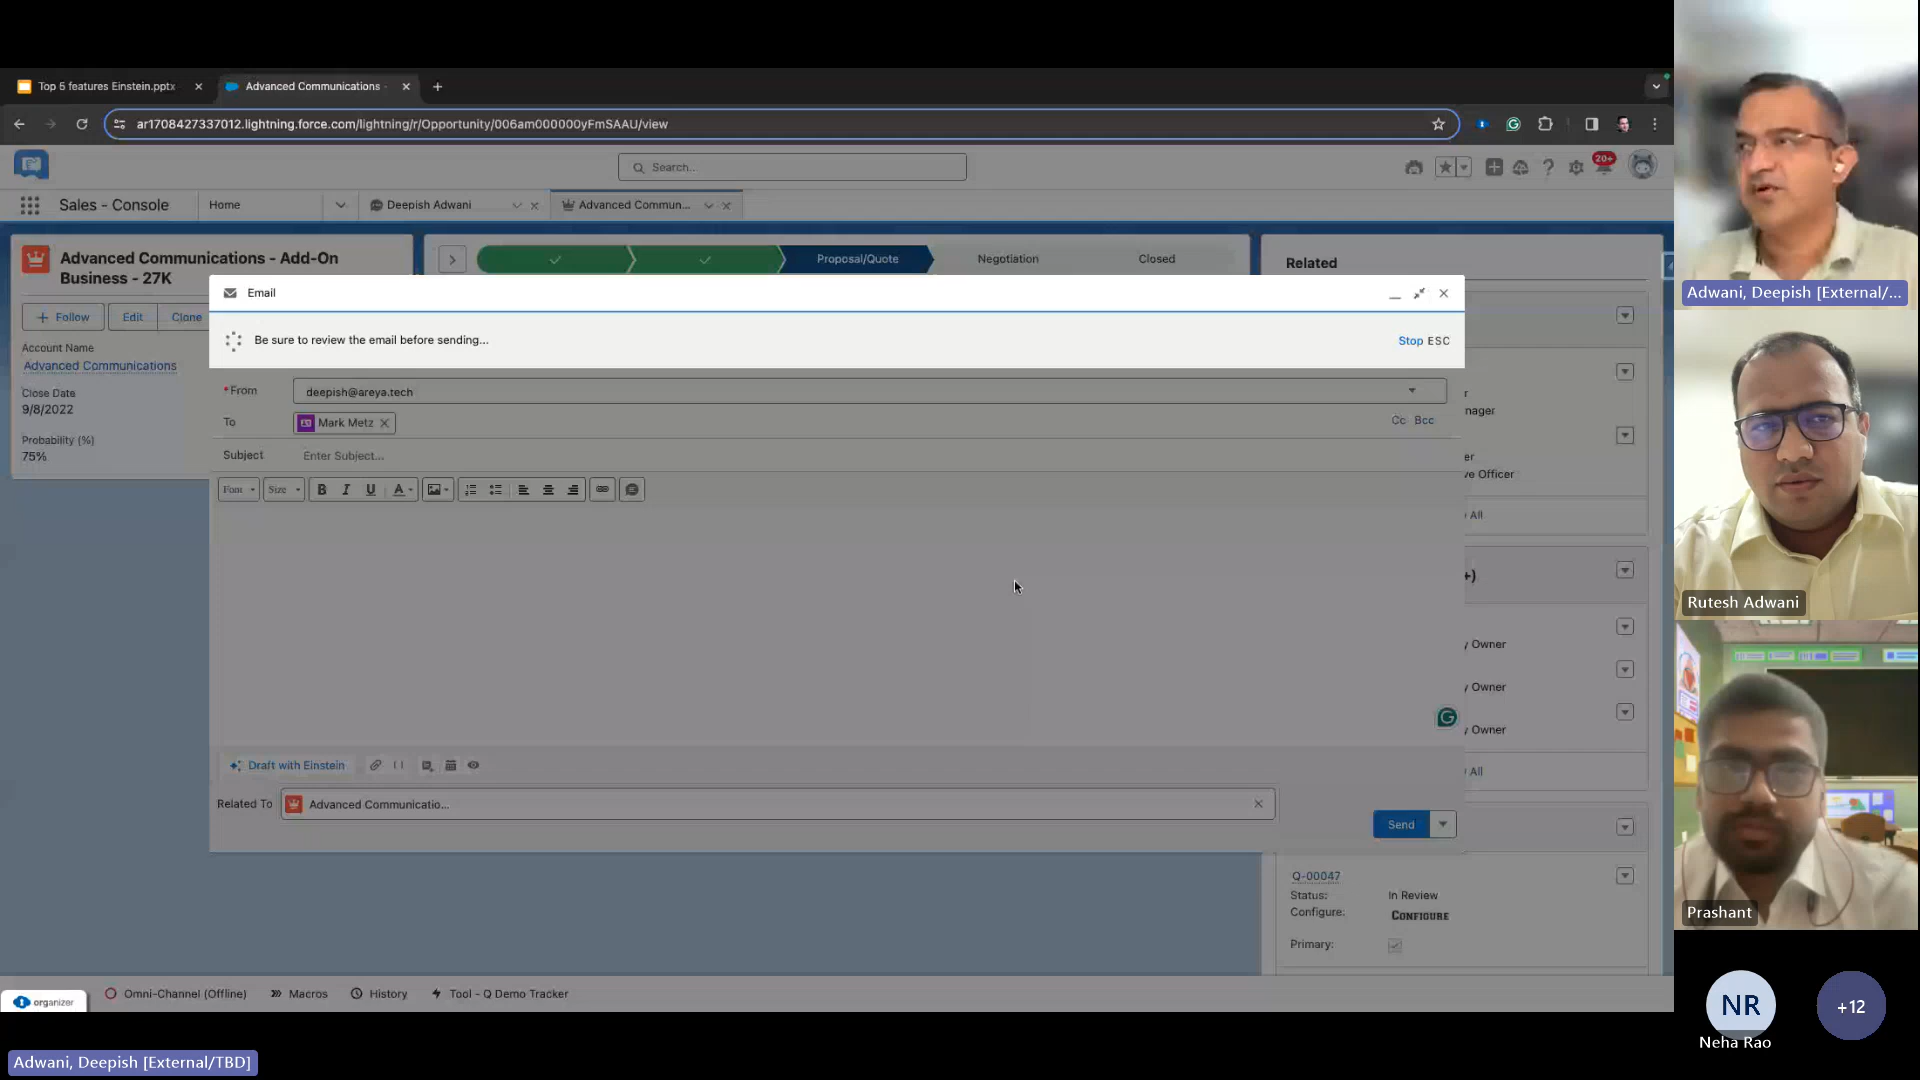 Top 5 features Einstein.pptx
Advanced Communications -
ar1708427337012.lightning.force.com/lightning/r/Opportunity/006am000000yFmSAAU/view
Search...
20+
Sales - Console
Home
Deepish Adwani
Advanced Commun...
Advanced Communications - Add-On
Business - 27K
Proposal/Quote
Negotiation
Closed
Related
Follow
Edit
Clone
Email
Be sure to review the email before sending...
Stop ESC
Account Name
Advanced Communications
Close Date
9/8/2022
Probability (%)
75%
*From
deepish@areya.tech
To
Mark Metz
Cc Bcc
Subject
Enter Subject...
Font
Size
B I U A
r
nager
er
ve Officer
All
+)
y Owner
y Owner
y Owner
All
Draft with Einstein
Related To
Advanced Communicatio...
Send
Q-00047
Status:
In Review
Configure:
CONFIGURE
Primary:
organizer
Omni-Channel (Offline)
Macros
History
Tool - Q Demo Tracker
Adwani, Deepish [External/TBD]
Adwani, Deepish [External/...
Rutesh Adwani
Prashant
NR
Neha Rao
+12